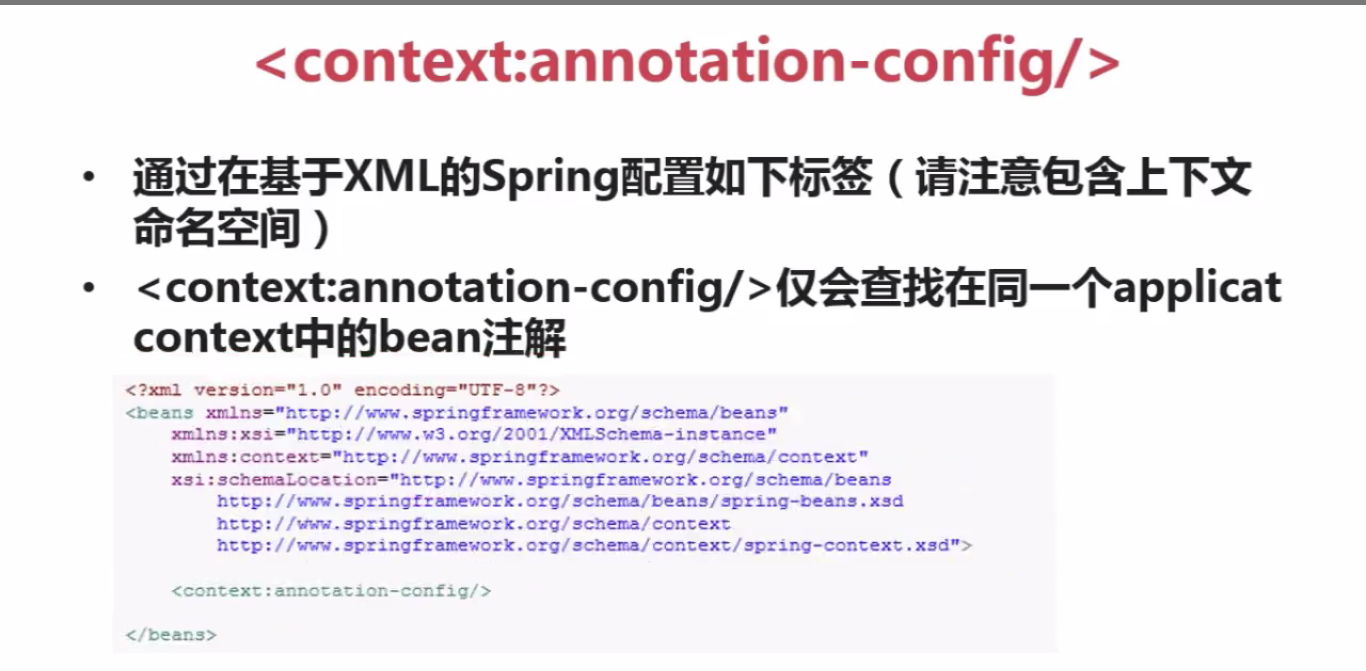 <context:annotation-config/>
• 通过在基于XML的Spring配置如下标签（请注意包含上下文
命名空间）
• <context:annotation-config/>仅会查找在同一个applicat
context中的bean注解
<?xml version="1.0" encoding="UTF-8"?>
<beans xmlns="http://www.springframework.org/schema/beans"
xmlns:xsi="http://www.w3.org/2001/XMLSchema-instance"
xmlns:context="http://www.springframework.org/schema/context"
xsi:schemaLocation="http://www.springframework.org/schema/beans
http://www.springframework.org/schema/beans/spring-beans.xsd
http://www.springframework.org/schema/context
http://www.springframework.org/schema/context/spring-context.xsd">
<context:annotation-config/>
</beans>